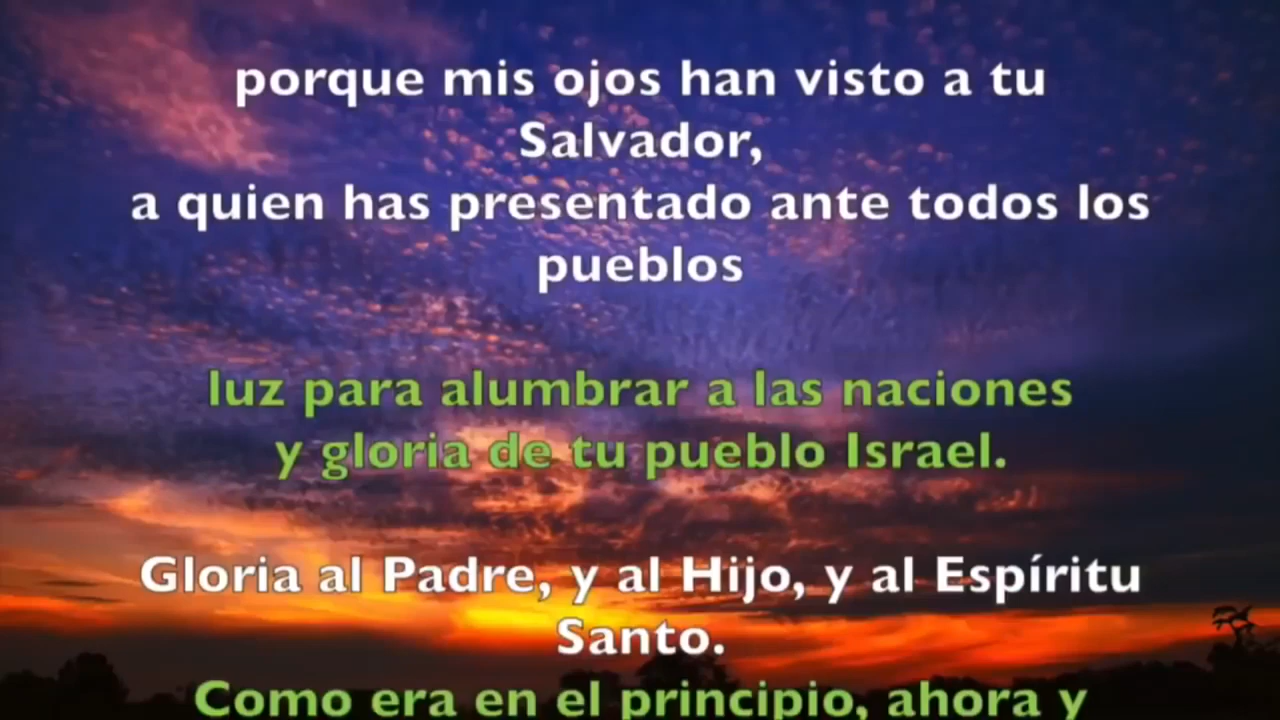 porque mis ojos han visto a tu
Salvador,
a quien has presentado ante todos los
pueblos
luz para alumbrar a las naciones
y gloria de tu pueblo Israel.
Gloria al Padre, y al Hijo, y al Espíritu
Santo.
Como era en el principio, ahora y